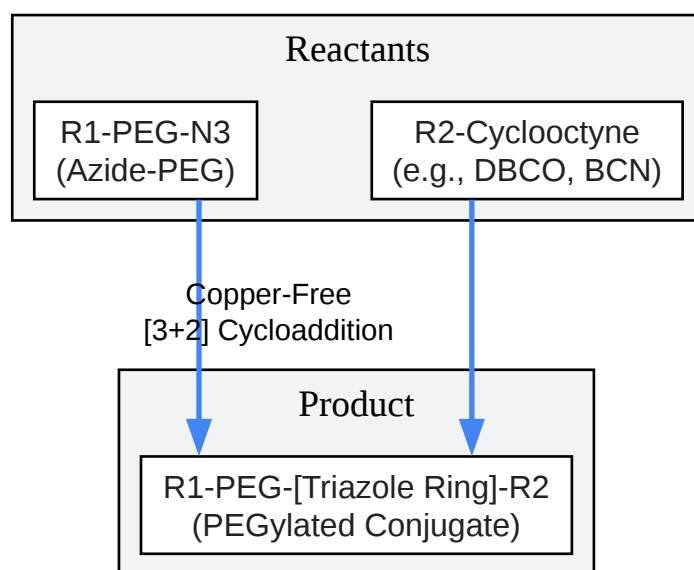 Reactants
R1-PEG-N3
(Azide-PEG)
R2-Cyclooctyne
(e.g., DBCO, BCN)
Copper-Free
[3+2] Cycloaddition
Product
R1-PEG-[Triazole Ring]-R2
(PEGylated Conjugate)